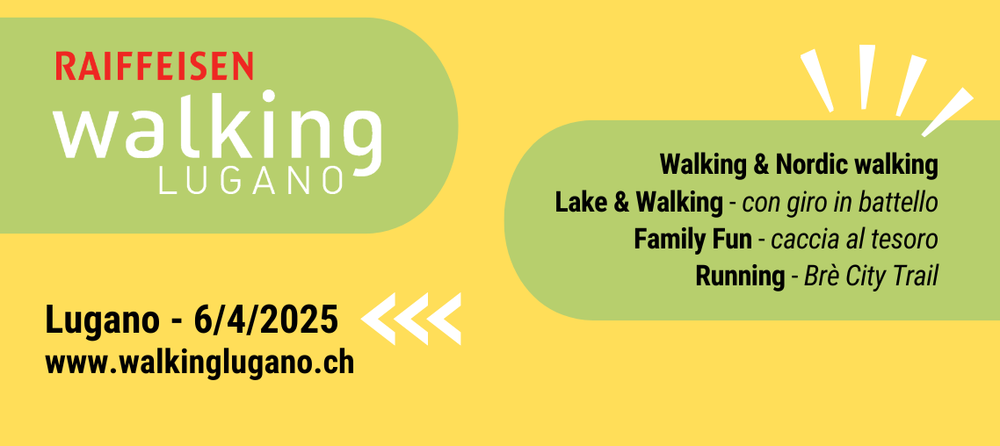 RAIFFEISEN
walking
LUGANO
Walking & Nordic walking
Lake & Walking - con giro in battello
Family Fun - caccia al tesoro
Running - Brè City Trail
Lugano - 6/4/2025
www.walkinglugano.ch